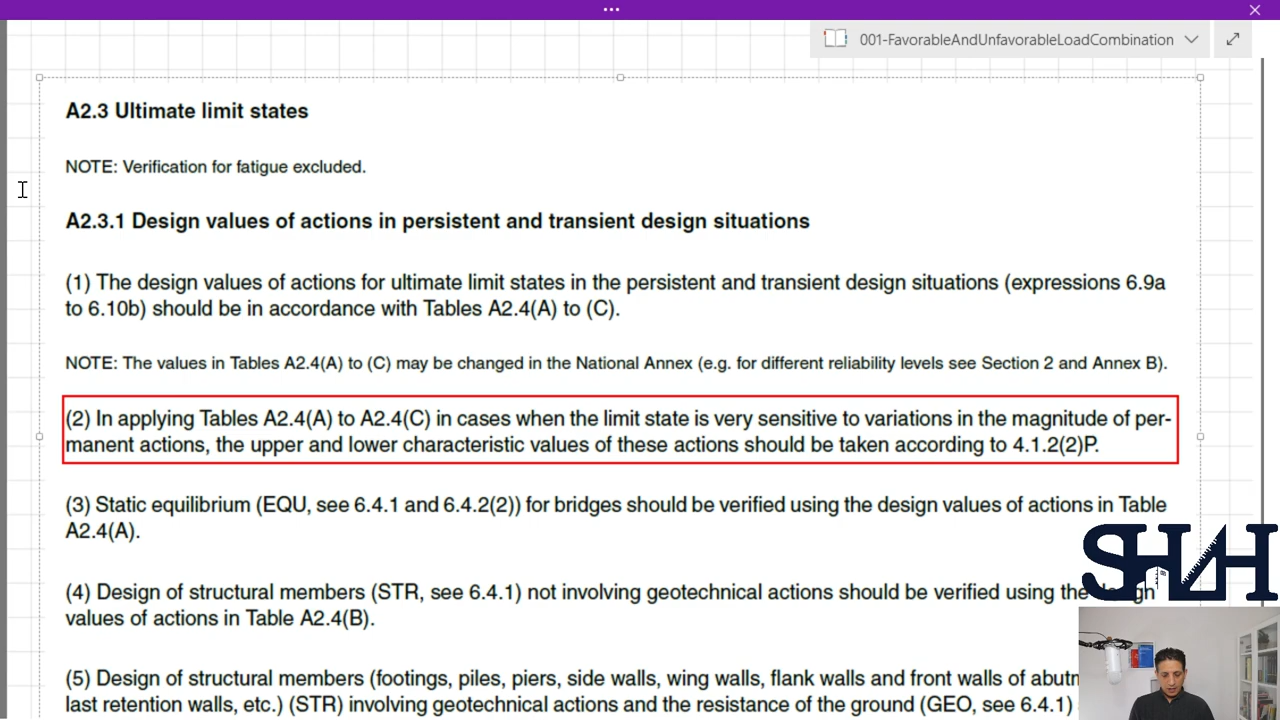 001-FavorableAndUnfavorableLoadCombination
A2.3 Ultimate limit states
NOTE: Verification for fatigue excluded.
A2.3.1 Design values of actions in persistent and transient design situations
(1) The design values of actions for ultimate limit states in the persistent and transient design situations (expressions 6.9a
to 6.10b) should be in accordance with Tables A2.4(A) to (C).
NOTE: The values in Tables A2.4(A) to (C) may be changed in the National Annex (e.g. for different reliability levels see Section 2 and Annex B).
(2) In applying Tables A2.4(A) to A2.4(C) in cases when the limit state is very sensitive to variations in the magnitude of per-
manent actions, the upper and lower characteristic values of these actions should be taken according to 4.1.2(2)P.
(3) Static equilibrium (EQU, see 6.4.1 and 6.4.2(2)) for bridges should be verified using the design values of actions in Table
A2.4(A).
(4) Design of structural members (STR, see 6.4.1) not involving geotechnical actions should be verified using the design
values of actions in Table A2.4(B).
(5) Design of structural members (footings, piles, piers, side walls, wing walls, flank walls and front walls of abutm
last retention walls, etc.) (STR) involving geotechnical actions and the resistance of the ground (GEO, see 6.4.1)